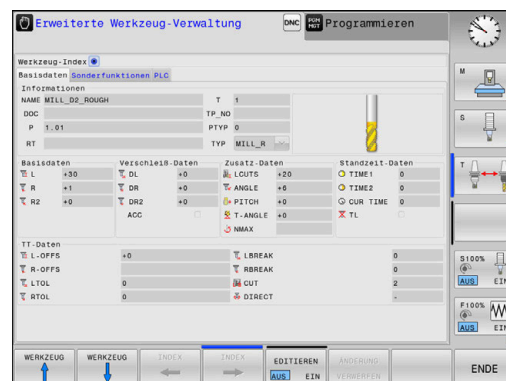 Erweiterte Werkzeug-Verwaltung DNC PGM MGT Programmieren
Werkzeug-Index
Basisdaten Sonderfunktionen PLC
Informationen
NAME MILL_D2_ROUGH T 1
DOC TP_NO
P 1.01 PTYP 0
RT TYP MILL_R
Basisdaten Verschleiß-Daten Zusatz-Daten Standzeit-Daten
L +30 DL +0 LCUTS +20 TIME1 0
R +1 DR +0 ANGLE +6 TIME2 0
R2 +0 DR2 +0 PITCH +0 CUR TIME 0
ACC T-ANGLE +0 TL
NMAX
TT-Daten
L-OFFS +0 LBREAK 0
R-OFFS RBREAK 0
LTOL 0 CUT 2
RTOL 0 DIRECT -
M
S
T
S100%
AUS EIN
F100%
AUS EIN
WERKZEUG WERKZEUG INDEX INDEX EDITIEREN AUS EIN ÄNDERUNG VERWERFEN ENDE